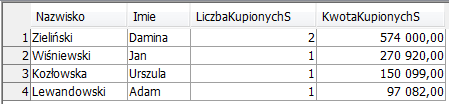 Nazwisko Imie LiczbaKupionychS KwotaKupionychS
1 Zieliński Damina 2 574 000,00
2 Wiśniewski Jan 1 270 920,00
3 Kozłowska Urszula 1 150 099,00
4 Lewandowski Adam 1 97 082,00